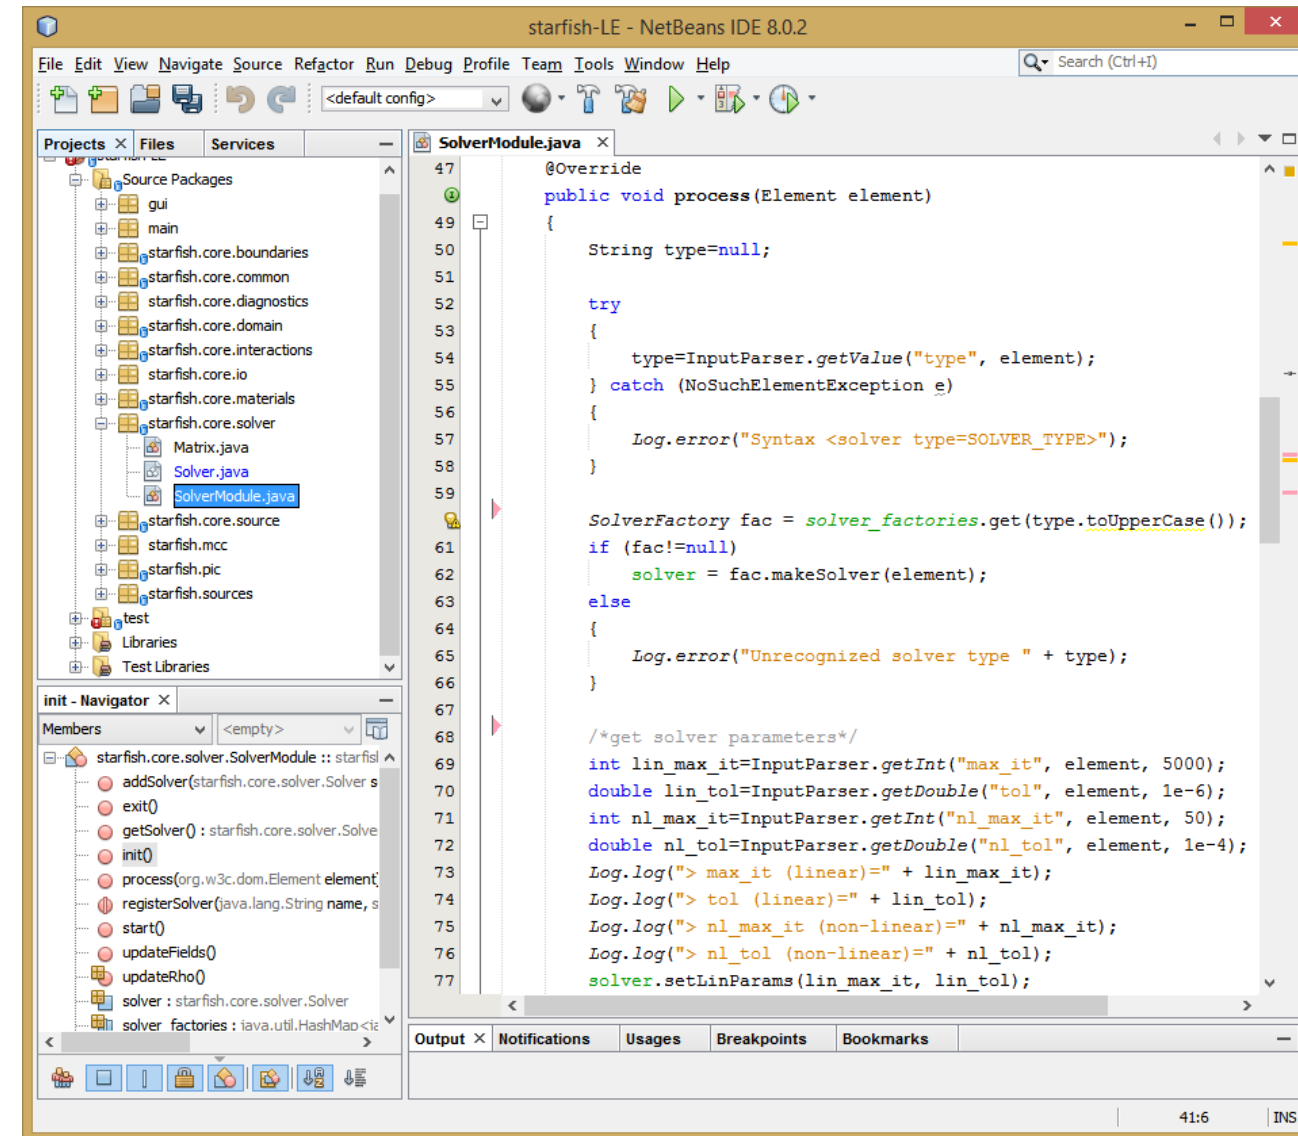 starfish-LE - NetBeans IDE 8.0.2
File Edit View Navigate Source Refactor Run Debug Profile Team Tools Window Help
Search (Ctrl+I)
<default config>
Projects Files Services
Source Packages
gui
main
starfish.core.boundaries
starfish.core.common
starfish.core.diagnostics
starfish.core.domain
starfish.core.interactions
starfish.core.io
starfish.core.materials
starfish.core.solver
Matrix.java
Solver.java
SolverModule.java
starfish.core.source
starfish.mcc
starfish.pic
starfish.sources
test
Libraries
Test Libraries
init - Navigator
Members <empty>
starfish.core.solver.SolverModule :: starfisl
addSolver(starfish.core.solver.Solver s
exit()
getSolver() : starfish.core.solver.Solve
init()
process(org.w3c.dom.Element element)
registerSolver(java.lang.String name, s
start()
updateFields()
updateRho()
solver : starfish.core.solver.Solver
solver_factories : java.util.HashMap<ja
SolverModule.java
47 @Override
public void process(Element element)
49 {
50 String type=null;
51
52 try
53 {
54 type=InputParser.getValue("type", element);
55 } catch (NoSuchElementException e)
56 {
57 Log.error("Syntax <solver type=SOLVER_TYPE>");
58 }
59
SolverFactory fac = solver_factories.get(type.toUpperCase());
61 if (fac!=null)
62 solver = fac.makeSolver(element);
63 else
64 {
65 Log.error("Unrecognized solver type " + type);
66 }
67
68 /*get solver parameters*/
69 int lin_max_it=InputParser.getInt("max_it", element, 5000);
70 double lin_tol=InputParser.getDouble("tol", element, 1e-6);
71 int nl_max_it=InputParser.getInt("nl_max_it", element, 50);
72 double nl_tol=InputParser.getDouble("nl_tol", element, 1e-4);
73 Log.log("> max_it (linear)=" + lin_max_it);
74 Log.log("> tol (linear)=" + lin_tol);
75 Log.log("> nl_max_it (non-linear)=" + nl_max_it);
76 Log.log("> nl_tol (non-linear)=" + nl_tol);
77 solver.setLinParams(lin_max_it, lin_tol);
Output Notifications Usages Breakpoints Bookmarks
41:6 INS